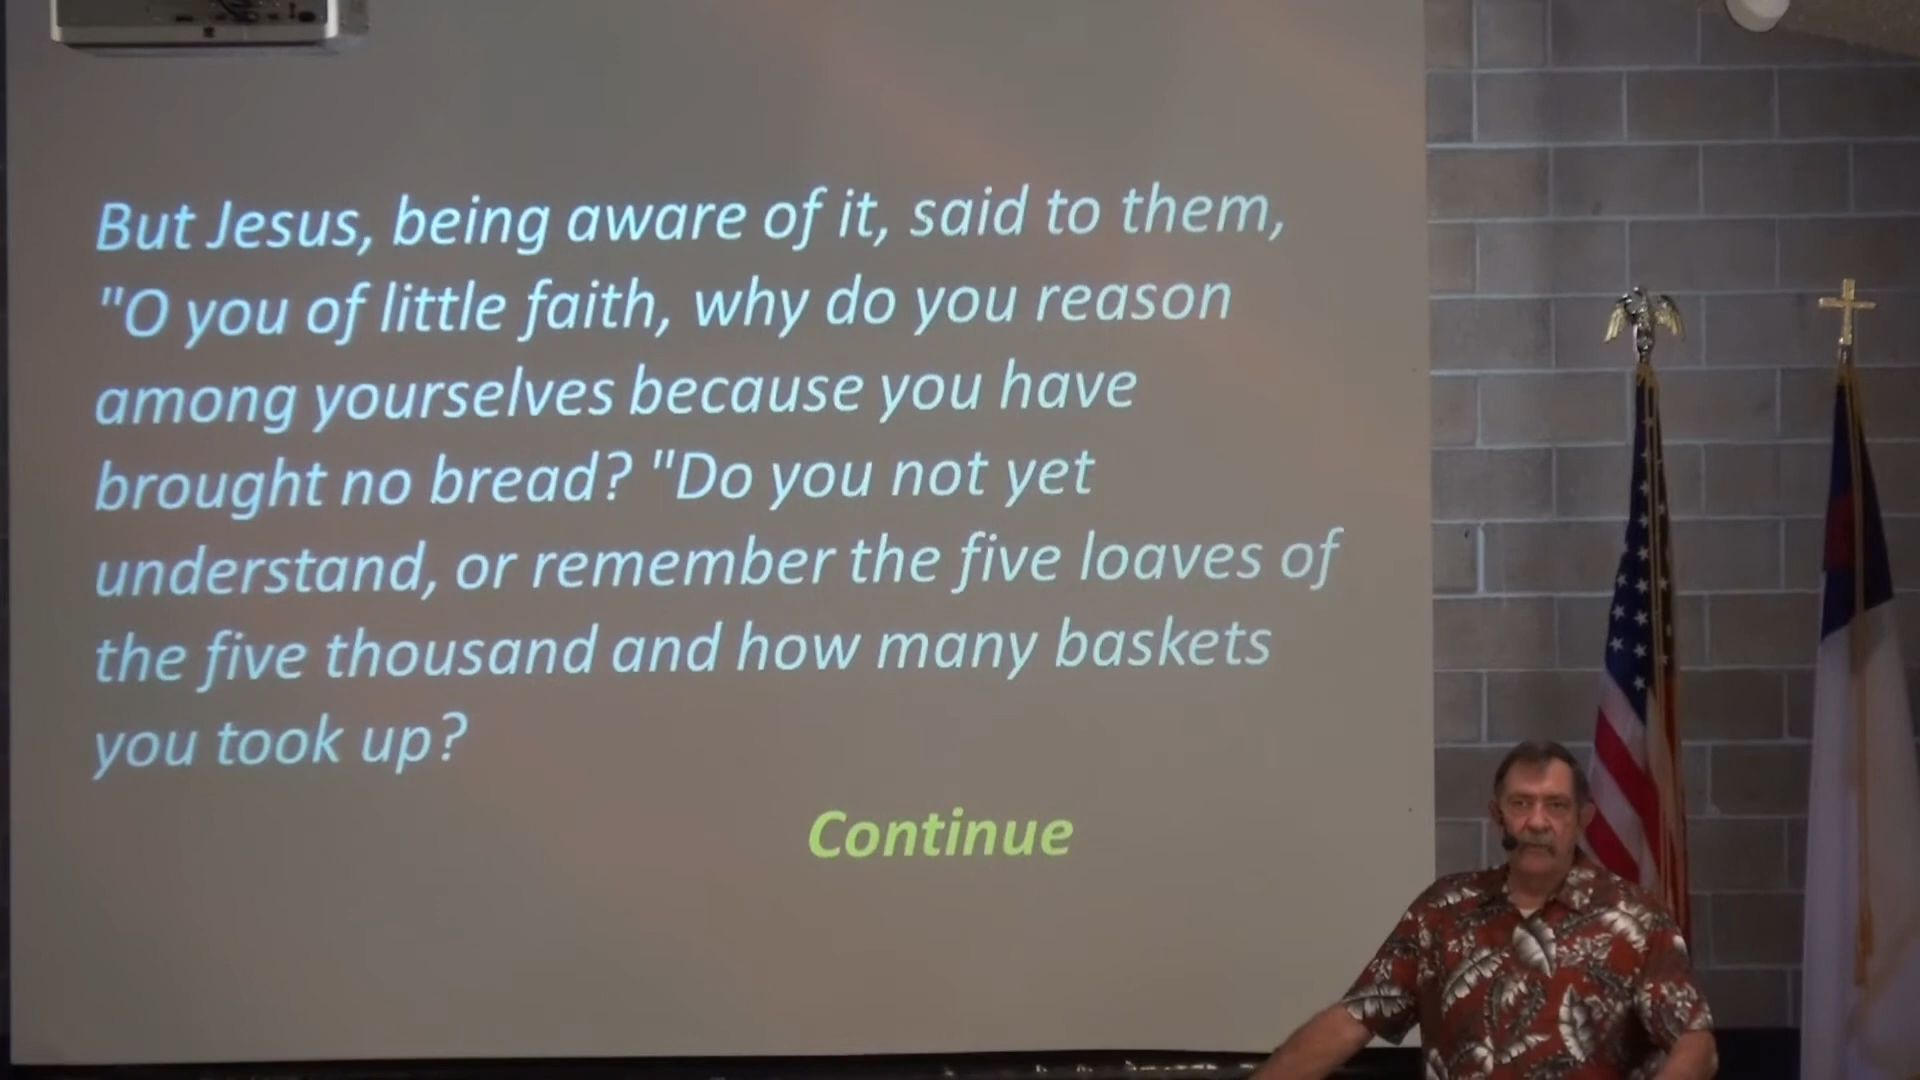 But Jesus, being aware of it, said to them,
"O you of little faith, why do you reason
among yourselves because you have
brought no bread? "Do you not yet
understand, or remember the five loaves of
the five thousand and how many baskets
you took up?
Continue